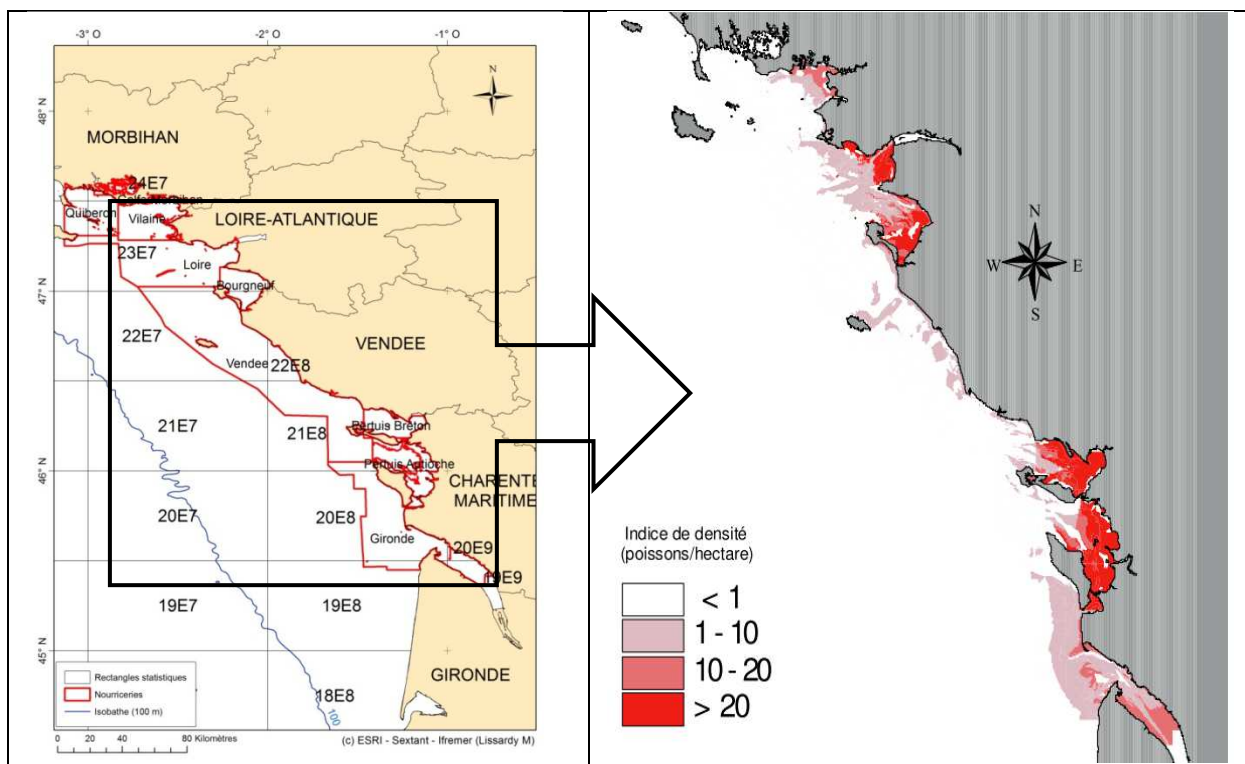 -3°
-2°
-1° O
N
48° N
MORBIHAN
24E7
Quiberon
Vilaine
LOIRE-ATLANTIQUE
23E7
Loire
47° N
Bourgneuf
22E7
VENDEE
Vendee
22E8
21E7
21E8
Pertuis Breton
46° N
Pertuis Antioche
CHARENTE
MARITIME
20E7
20E8
Gironde
20E9
19E9
19E7
19E8
45° N
GIRONDE
18E8
100
Rectangles statistiques
Nourriceries
Isobathe (100 m)
0 20 40 80 Kilomètres
(c) ESRI - Sextant - Ifremer (Lissardy M)
N
W E
S
Indice de densité
(poissons/hectare)
< 1
1 - 10
10 - 20
> 20